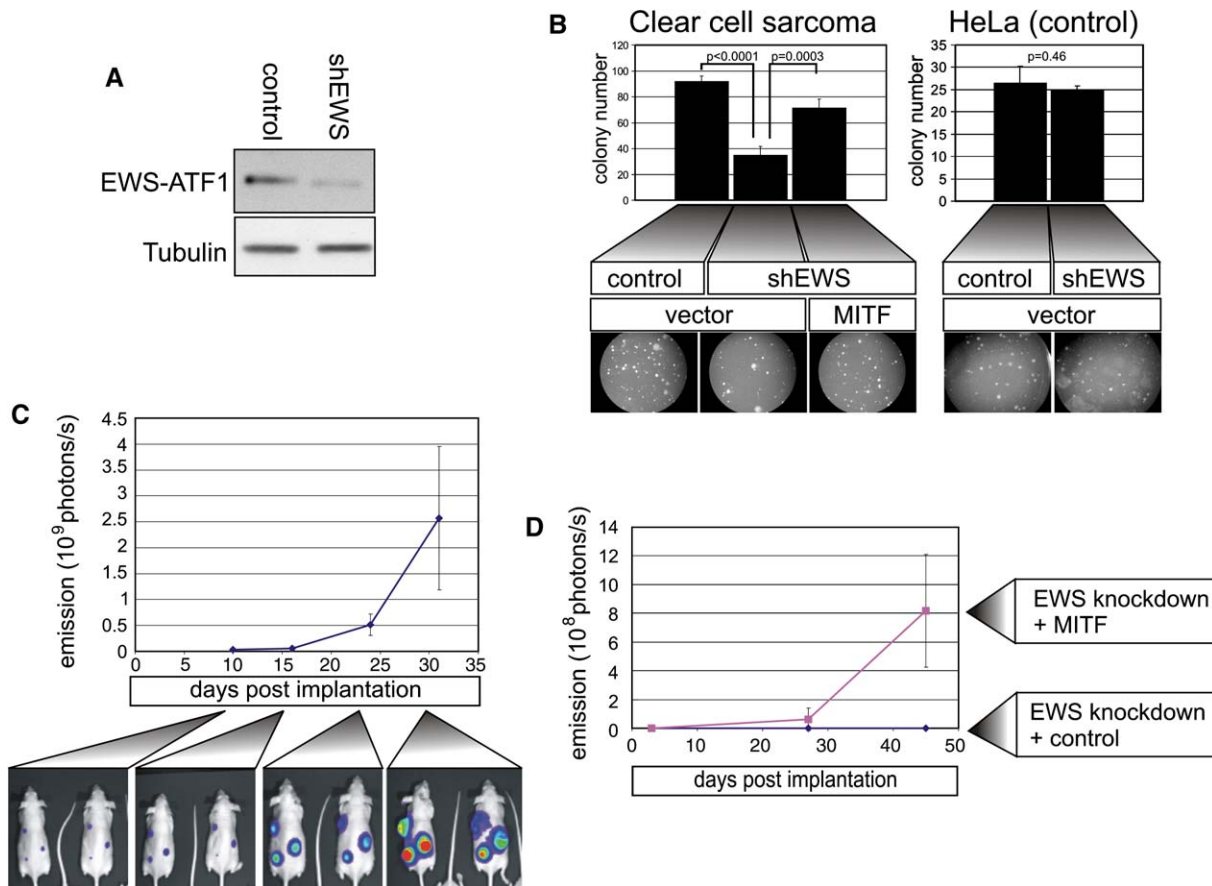 A
control
shEWS
EWS-ATF1
Tubulin
B
Clear cell sarcoma
colony number
120
100
80
60
40
20
0
p<0.0001
p=0.0003
control
shEWS
vector
MITF
HeLa (control)
colony number
35
30
25
20
15
10
5
0
p=0.46
control
shEWS
vector
C
emission (10⁹photons/s)
4.5
4
3.5
3
2.5
2
1.5
1
0.5
0
0 5 10 15 20 25 30 35
days post implantation
D
emission (10⁸photons/s)
14
12
10
8
6
4
2
0
0 10 20 30 40 50
days post implantation
EWS knockdown
+ MITF
EWS knockdown
+ control